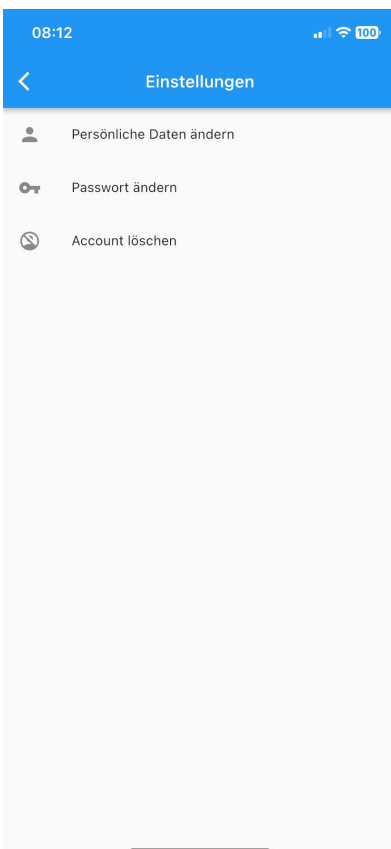 08:12
100
Einstellungen
Persönliche Daten ändern
Passwort ändern
Account löschen